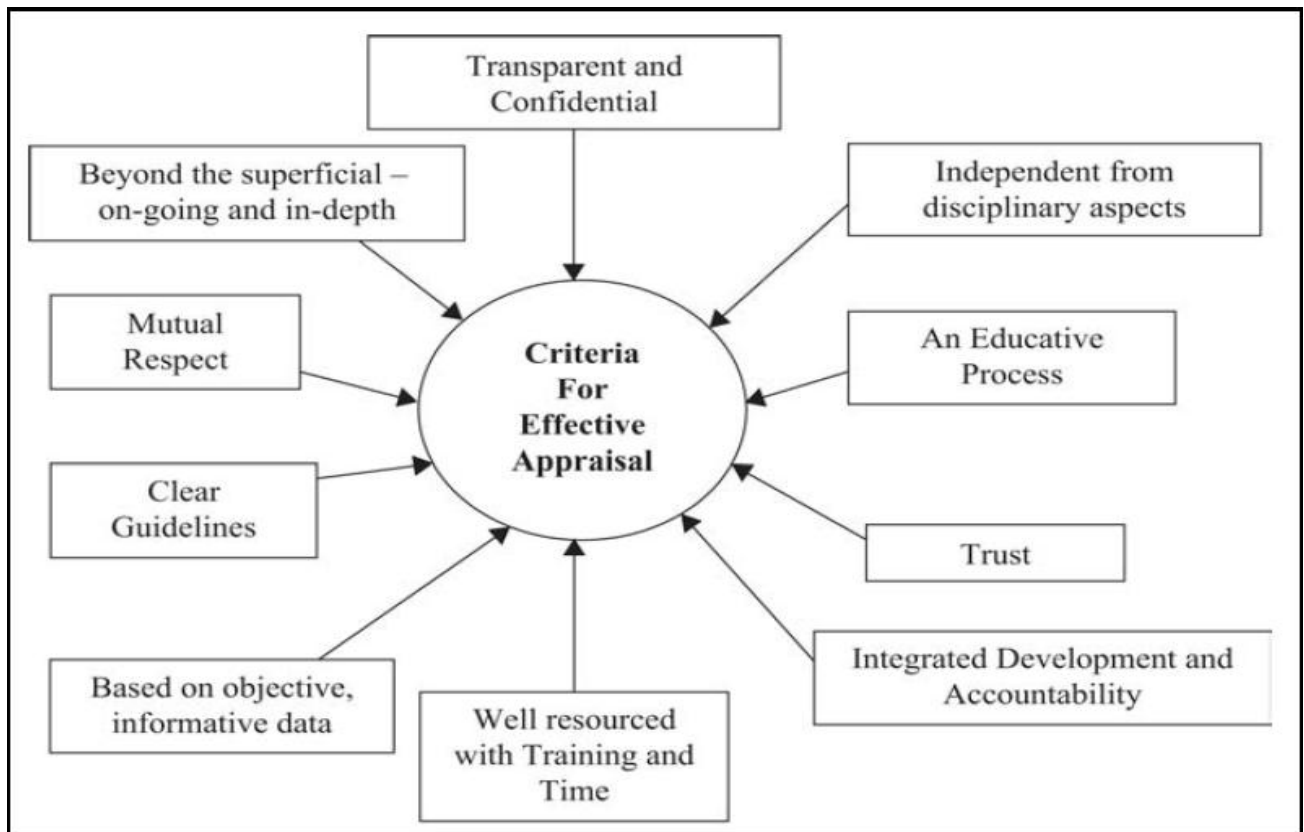 Transparent and
Confidential
Beyond the superficial –
on-going and in-depth
Independent from
disciplinary aspects
Mutual
Respect
Criteria
For
Effective
Appraisal
An Educative
Process
Clear
Guidelines
Trust
Based on objective,
informative data
Well resourced
with Training and
Time
Integrated Development and
Accountability